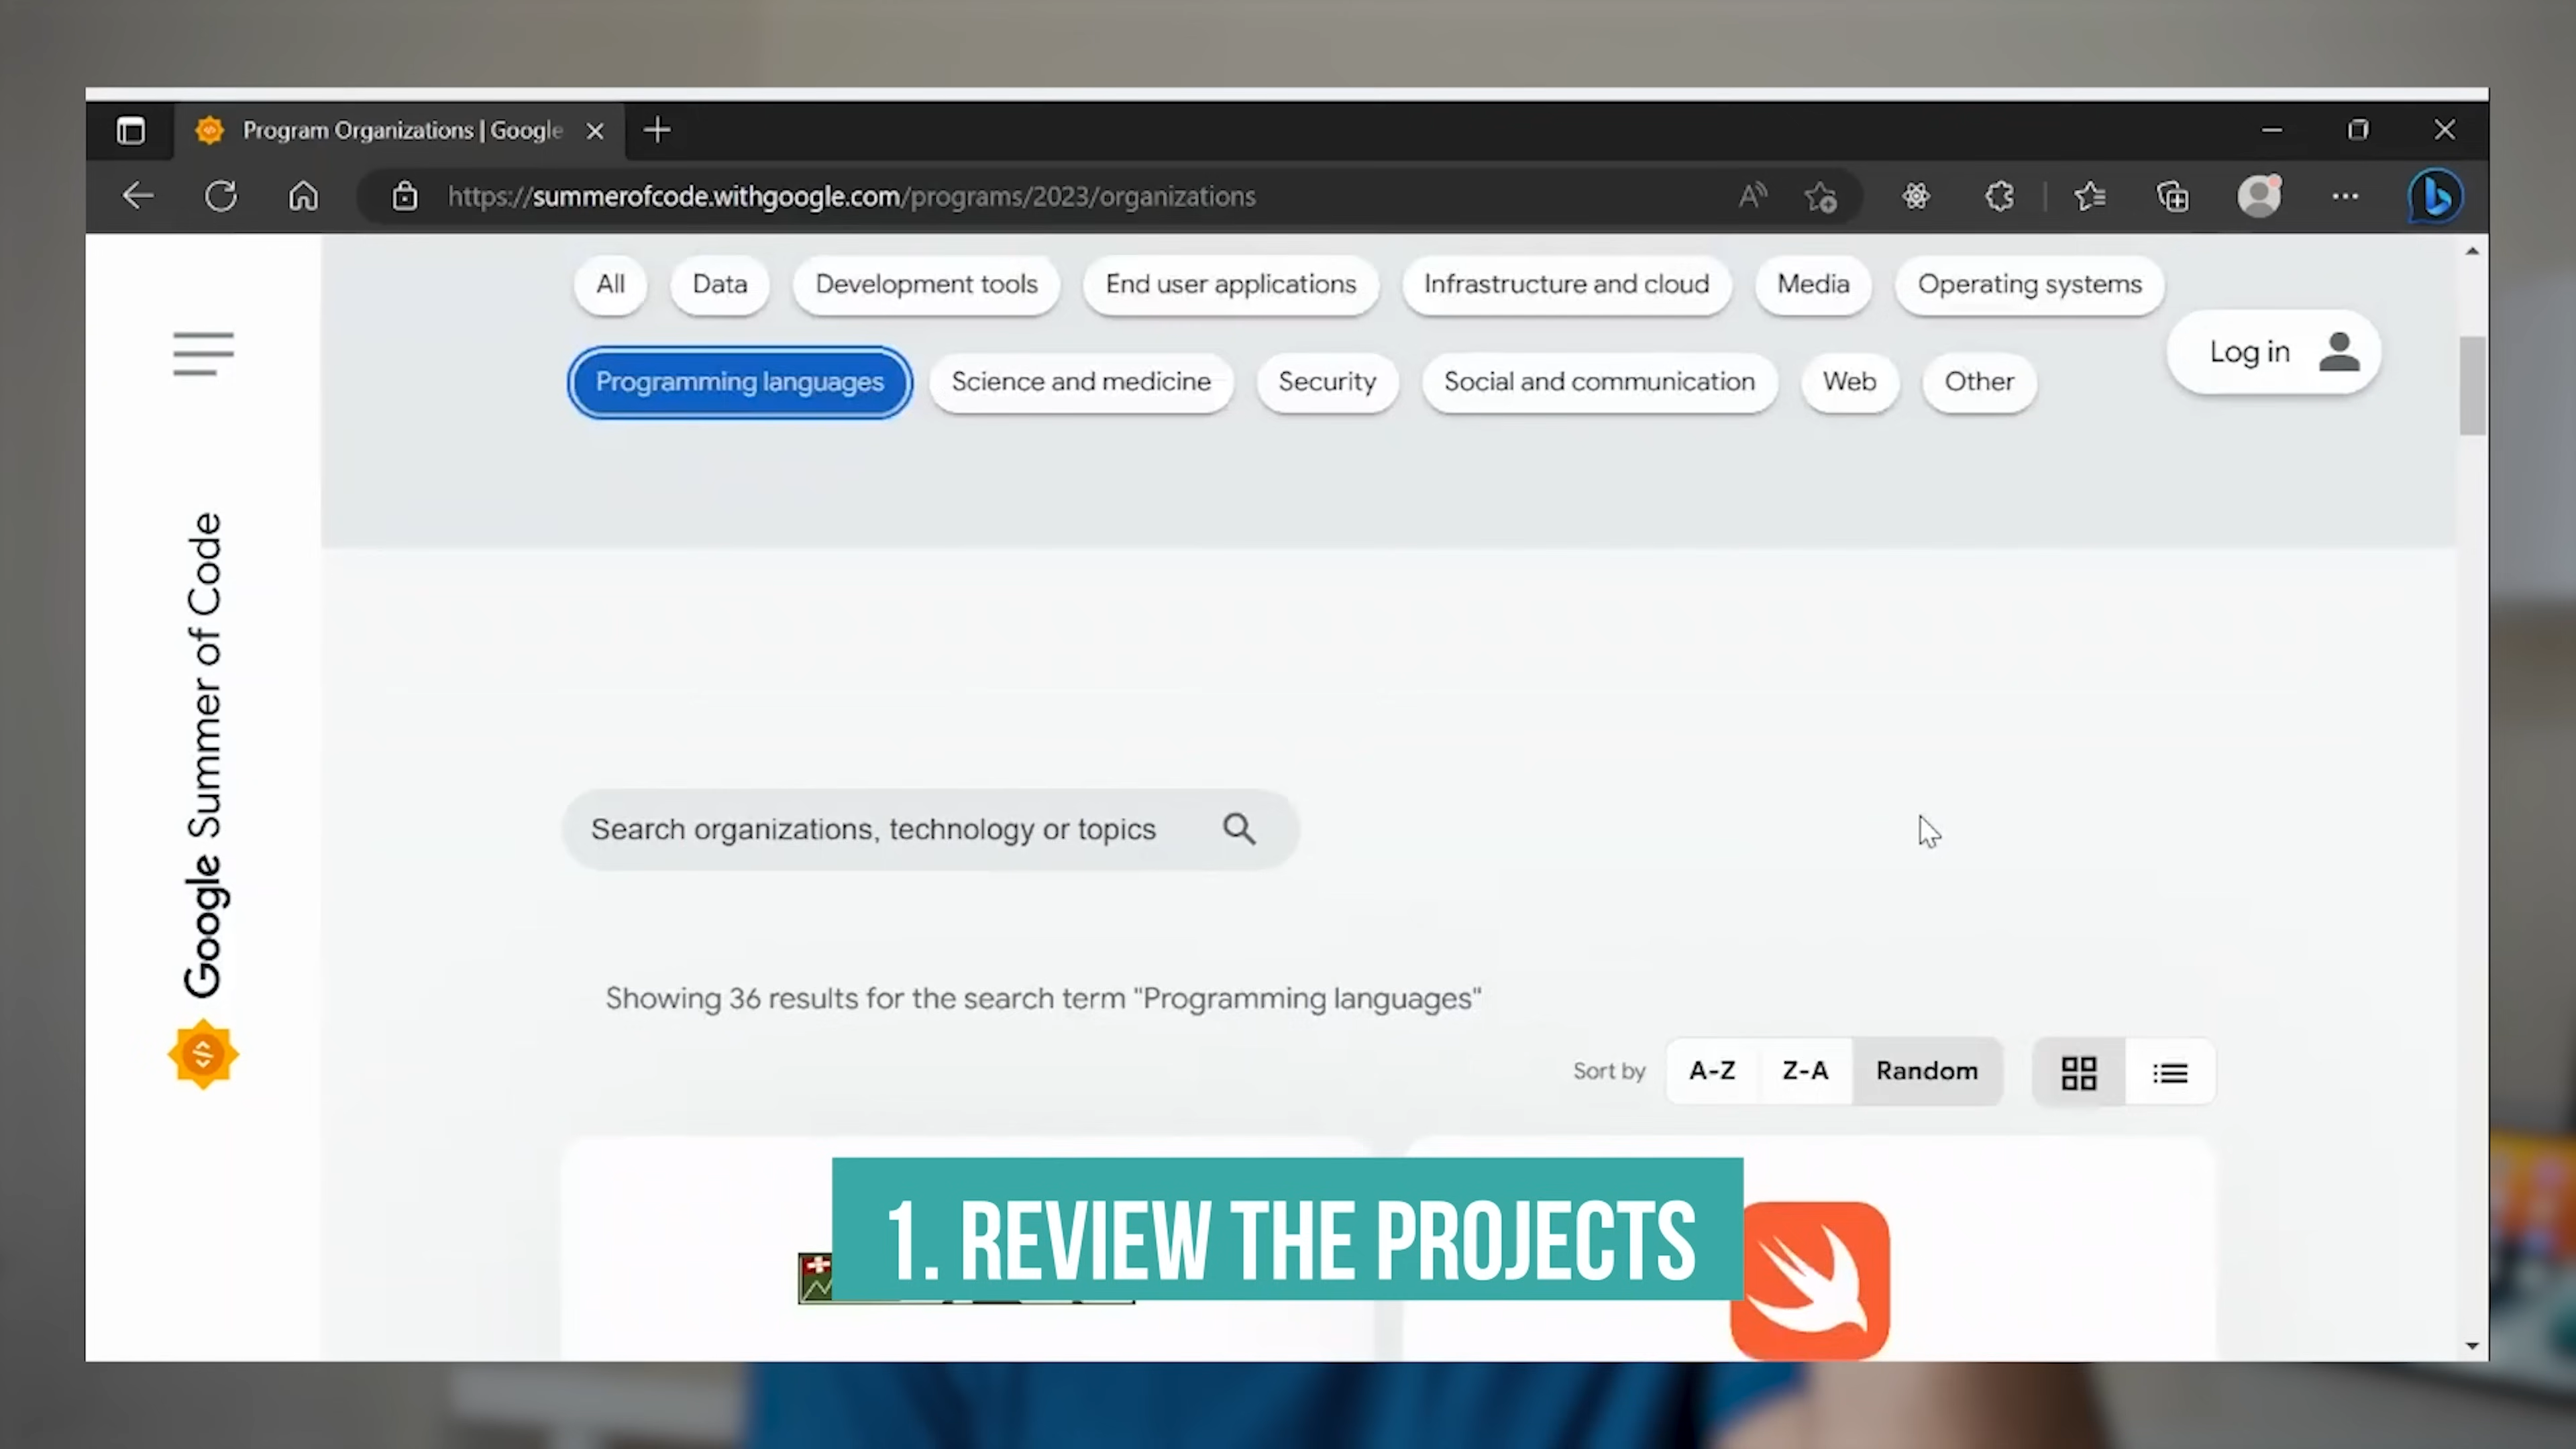 Program Organizations | Google
https://summerofcode.withgoogle.com/programs/2023/organizations
All
Data
Development tools
End user applications
Infrastructure and cloud
Media
Operating systems
Log in
Programming languages
Science and medicine
Security
Social and communication
Web
Other
Google Summer of Code
Search organizations, technology or topics
Showing 36 results for the search term "Programming languages"
Sort by
A-Z
Z-A
Random
1. REVIEW THE PROJECTS